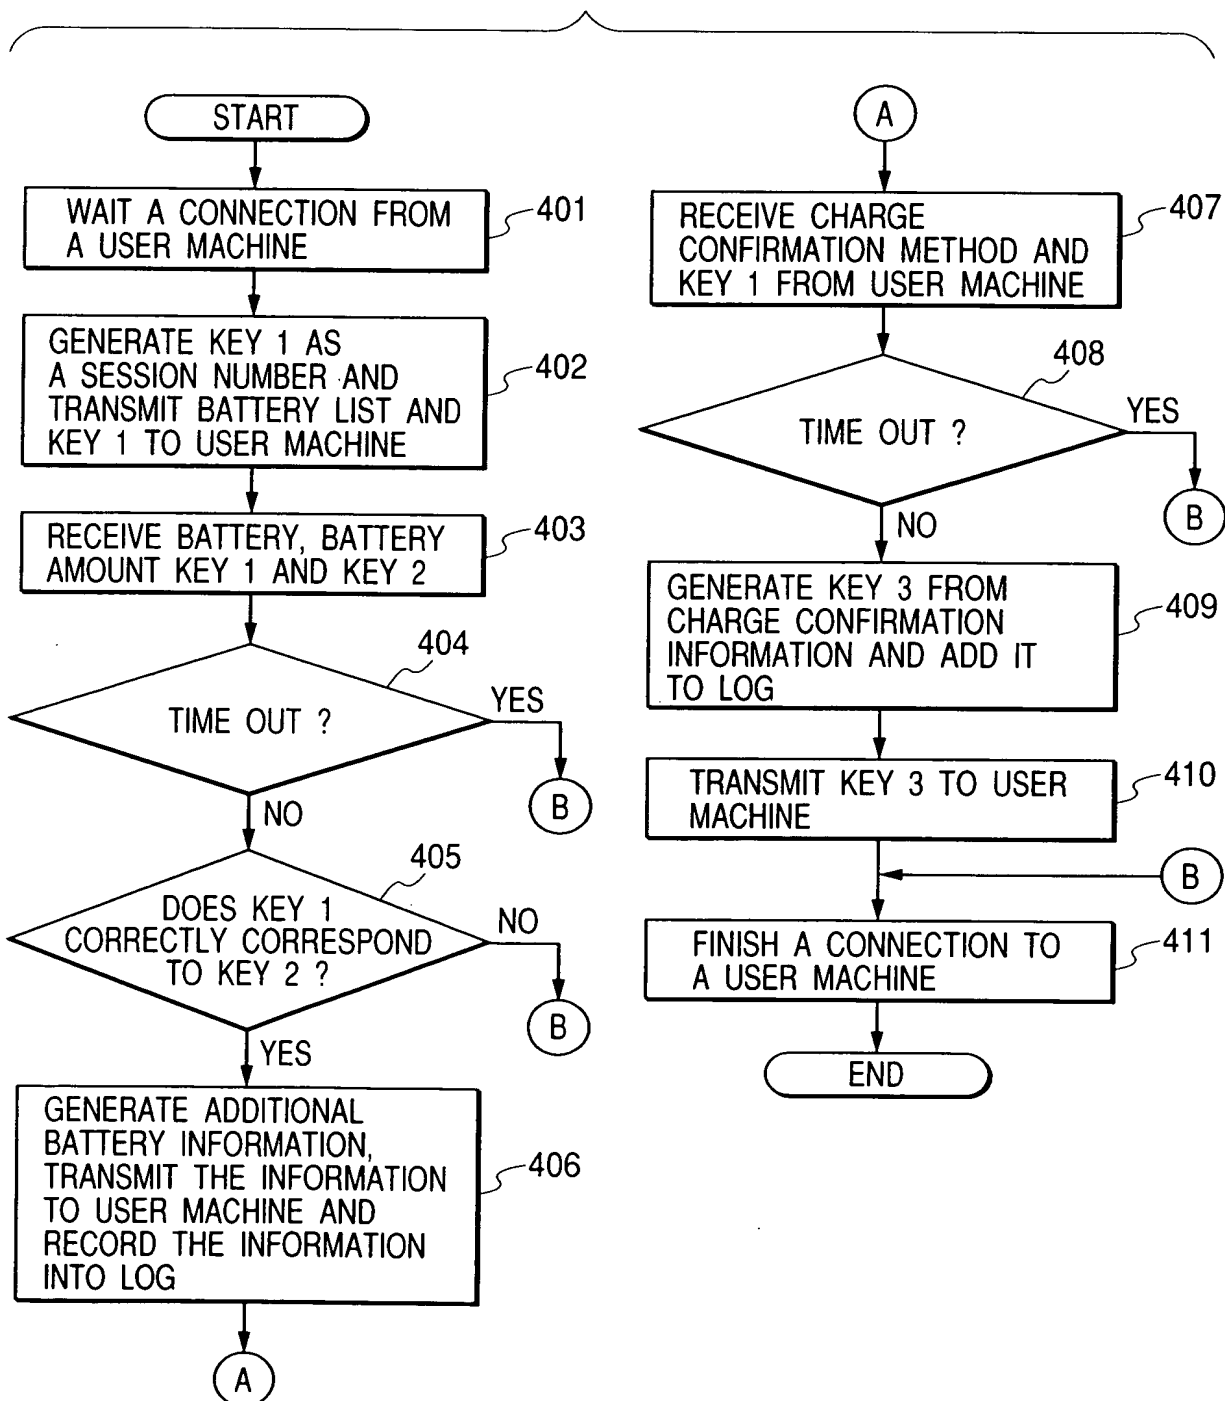 START
WAIT A CONNECTION FROM
A USER MACHINE
401
GENERATE KEY 1 AS
A SESSION NUMBER AND
TRANSMIT BATTERY LIST AND
KEY 1 TO USER MACHINE
402
RECEIVE BATTERY, BATTERY
AMOUNT KEY 1 AND KEY 2
403
404
TIME OUT ?
YES
B
NO
405
DOES KEY 1
CORRECTLY CORRESPOND
TO KEY 2 ?
NO
B
YES
GENERATE ADDITIONAL
BATTERY INFORMATION,
TRANSMIT THE INFORMATION
TO USER MACHINE AND
RECORD THE INFORMATION
INTO LOG
406
A
A
RECEIVE CHARGE
CONFIRMATION METHOD AND
KEY 1 FROM USER MACHINE
407
408
TIME OUT ?
YES
B
NO
GENERATE KEY 3 FROM
CHARGE CONFIRMATION
INFORMATION AND ADD IT
TO LOG
409
TRANSMIT KEY 3 TO USER
MACHINE
410
B
FINISH A CONNECTION TO
A USER MACHINE
411
END